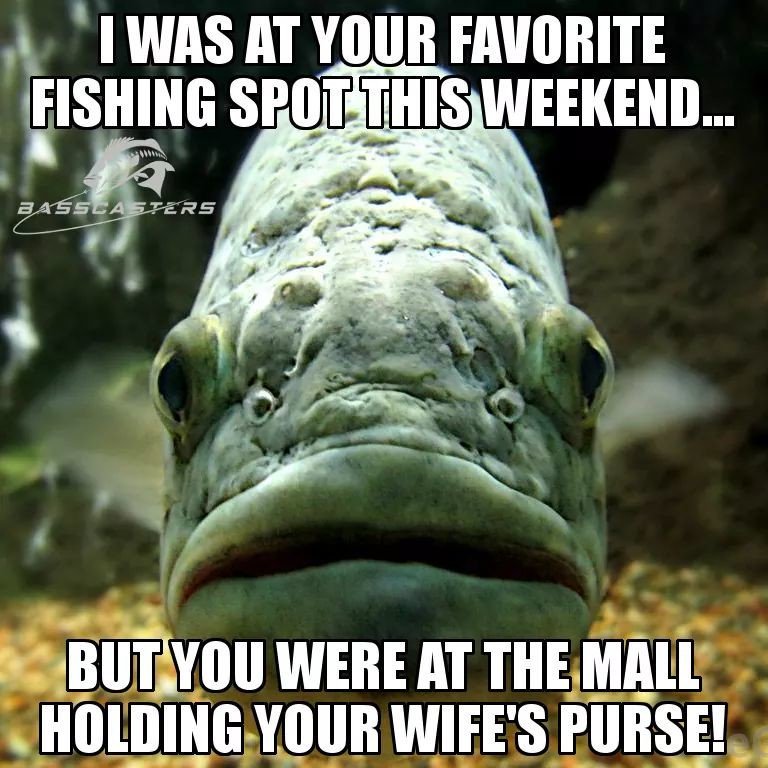 I WAS AT YOUR FAVORITE
FISHING SPOT THIS WEEKEND...
BASSCASTERS
BUT YOU WERE AT THE MALL
HOLDING YOUR WIFE'S PURSE!